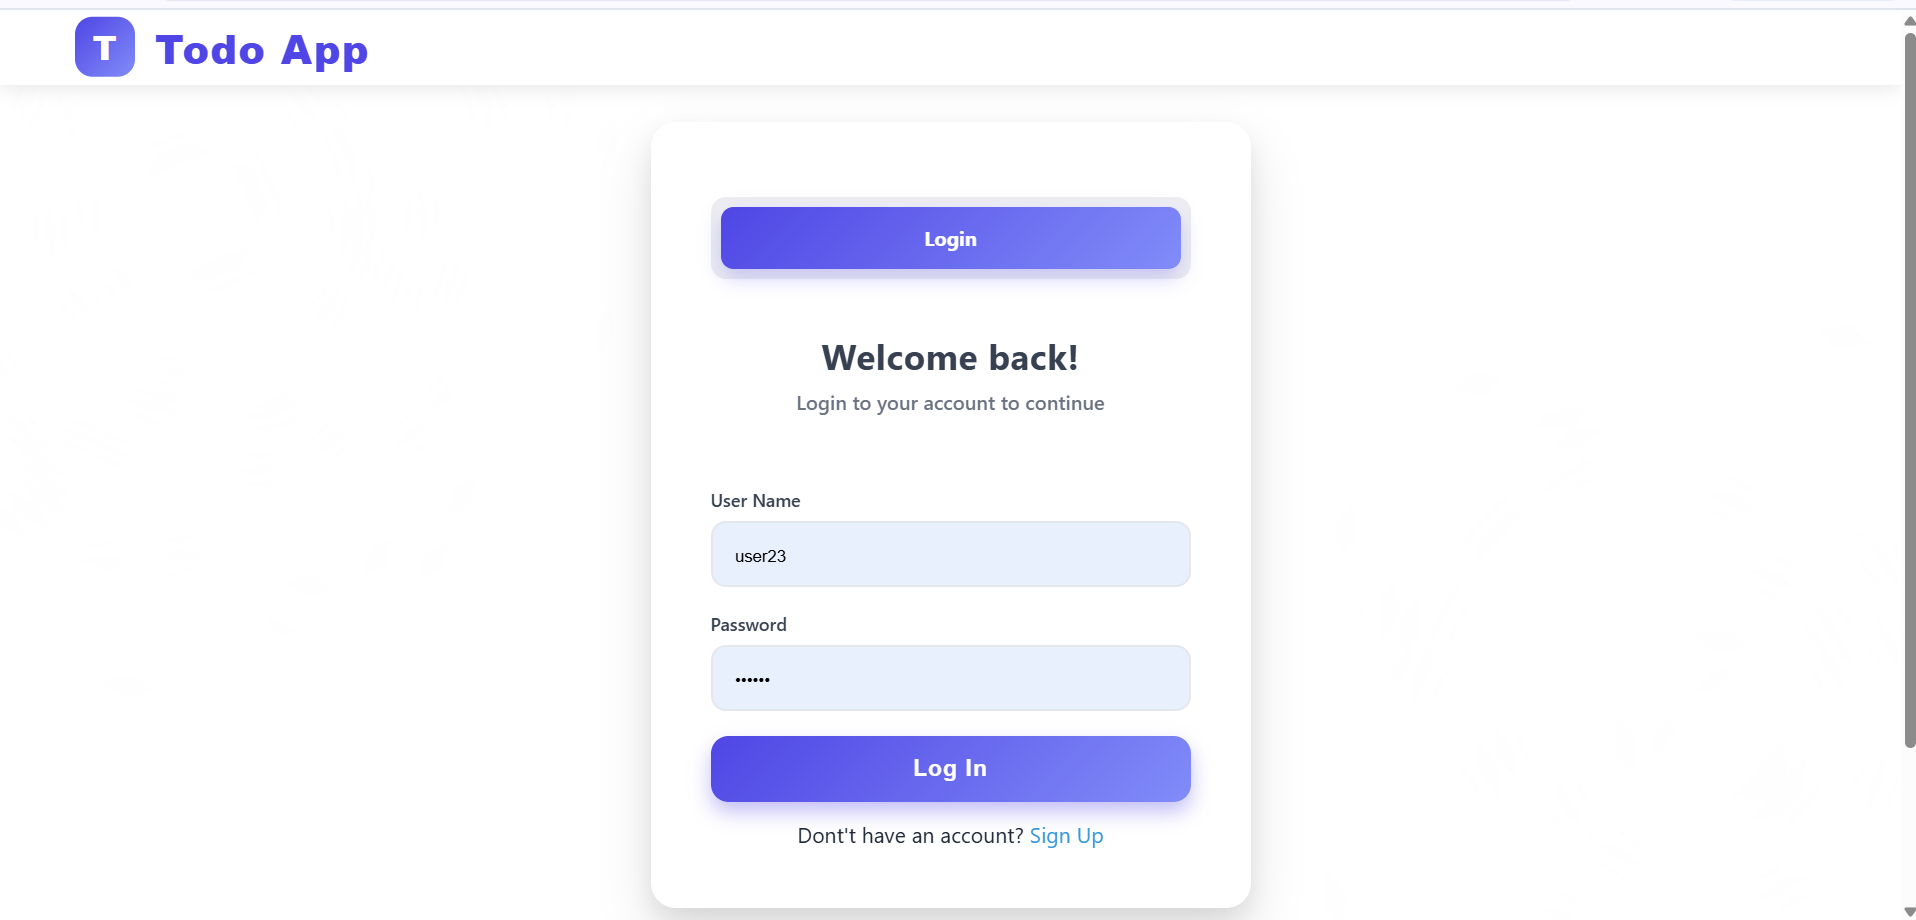 T Todo App
Login
Welcome back!
Login to your account to continue
User Name
user23
Password
••••••
Log In
Dont't have an account? Sign Up